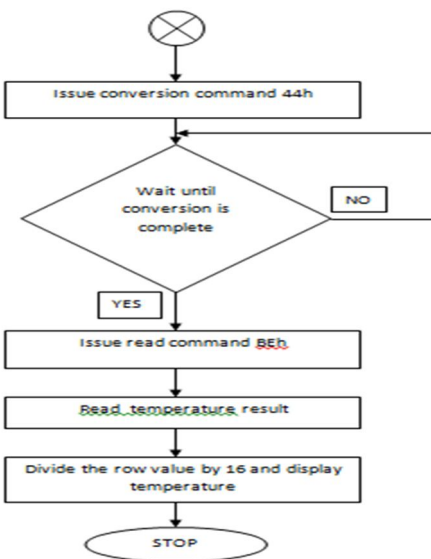 Issue conversion command 44h
Wait until
conversion is
complete
NO
YES
Issue read command BEh
Read temperature result
Divide the row value by 16 and display
temperature
STOP